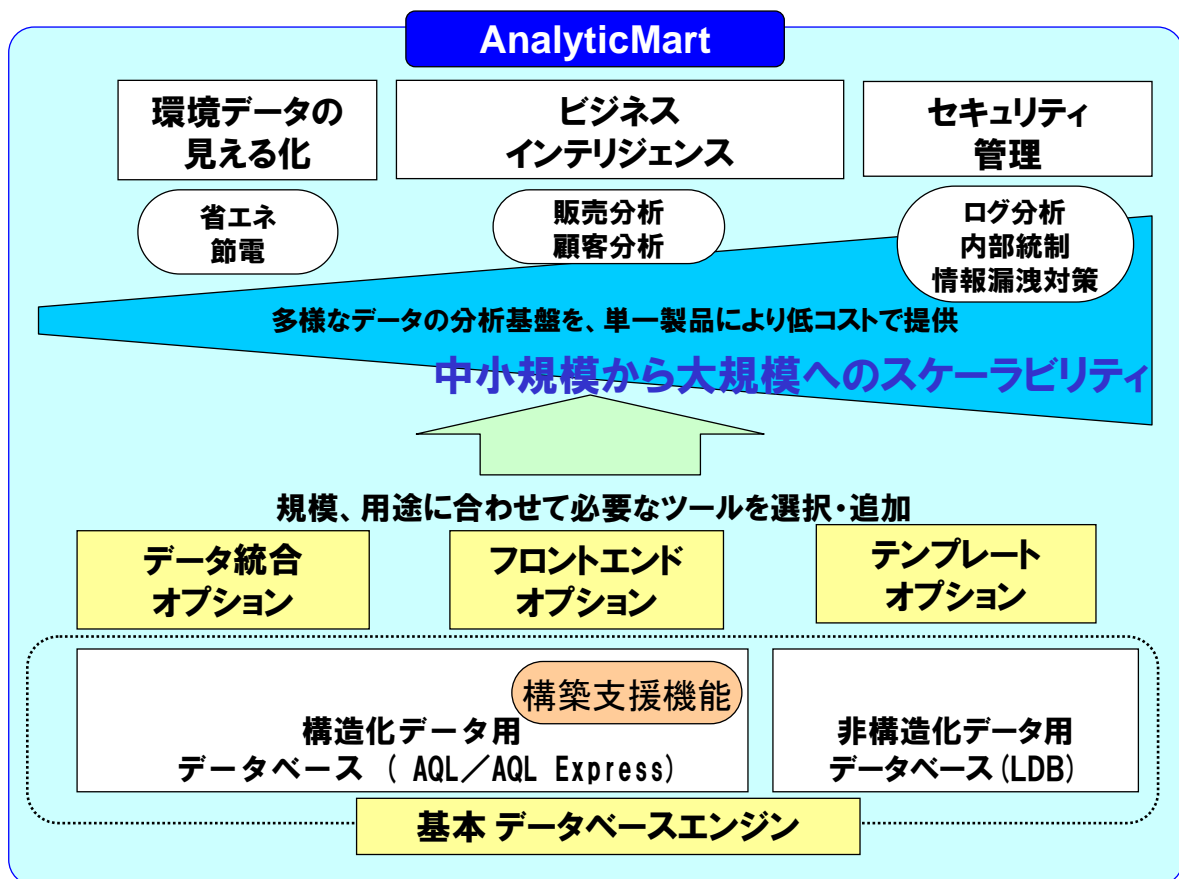 AnalyticMart
環境データの
見える化
ビジネス
インテリジェンス
セキュリティ
管理
省エネ
節電
販売分析
顧客分析
ログ分析
内部統制
情報漏洩対策
多様なデータの分析基盤を、単一製品により低コストで提供
中小規模から大規模へのスケーラビリティ
規模、用途に合わせて必要なツールを選択・追加
データ統合
オプション
フロントエンド
オプション
テンプレート
オプション
構築支援機能
構造化データ用
データベース （ AQL／AQL Express）
非構造化データ用
データベース（LDB）
基本 データベースエンジン